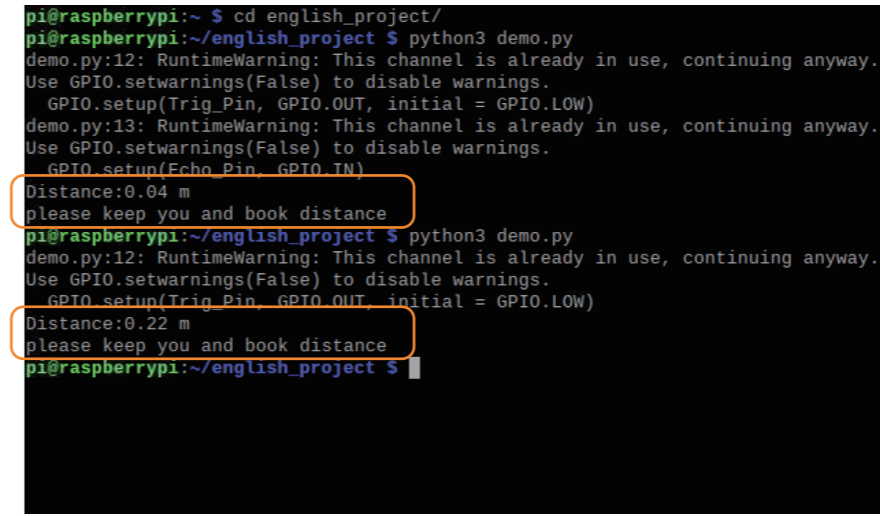 pi@raspberrypi:~ $ cd english_project/
pi@raspberrypi:~/english_project $ python3 demo.py
demo.py:12: RuntimeWarning: This channel is already in use, continuing anyway.
Use GPIO.setwarnings(False) to disable warnings.
  GPIO.setup(Trig_Pin, GPIO.OUT, initial = GPIO.LOW)
demo.py:13: RuntimeWarning: This channel is already in use, continuing anyway.
Use GPIO.setwarnings(False) to disable warnings.
  GPIO.setup(Echo_Pin, GPIO.IN)
Distance:0.04 m
please keep you and book distance
pi@raspberrypi:~/english_project $ python3 demo.py
demo.py:12: RuntimeWarning: This channel is already in use, continuing anyway.
Use GPIO.setwarnings(False) to disable warnings.
  GPIO.setup(Trig_Pin, GPIO.OUT, initial = GPIO.LOW)
Distance:0.22 m
please keep you and book distance
pi@raspberrypi:~/english_project $